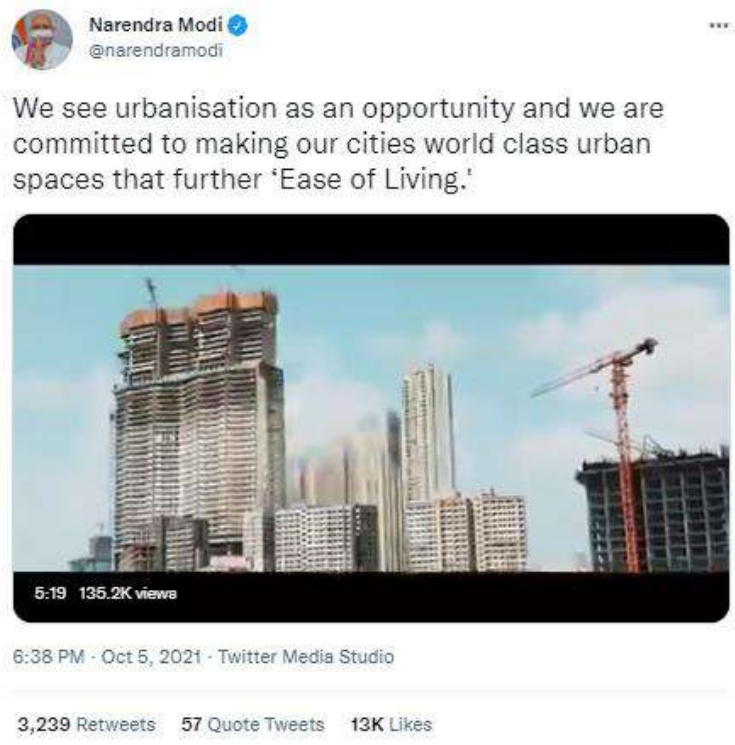 Narendra Modi
@narendramodi
We see urbanisation as an opportunity and we are
committed to making our cities world class urban
spaces that further ‘Ease of Living.'
5:19 135.2K views
6:38 PM · Oct 5, 2021 · Twitter Media Studio
3,239 Retweets 57 Quote Tweets 13K Likes